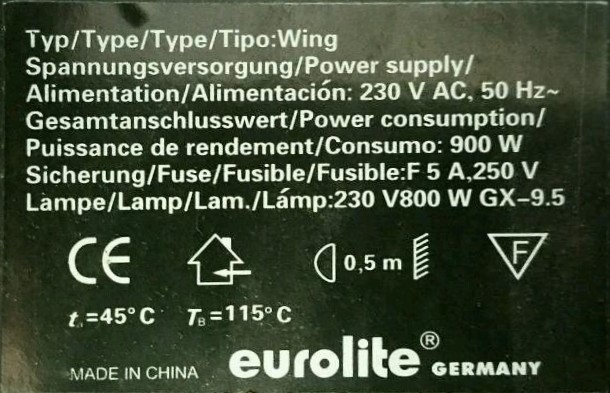 Typ/Type/Type/Tipo:Wing
Spannungsversorgung/Power supply/
Alimentation/Alimentación: 230 V AC, 50 Hz~
Gesamtanschlusswert/Power consumption/
Puissance de rendement/Consumo: 900 W
Sicherung/Fuse/Fusible/Fusible:F 5 A,250 V
Lampe/Lamp/Lam./Lámp:230 V800 W GX-9.5
CE 0,5 m F
tₐ=45°C T_B=115°C
MADE IN CHINA eurolite® GERMANY